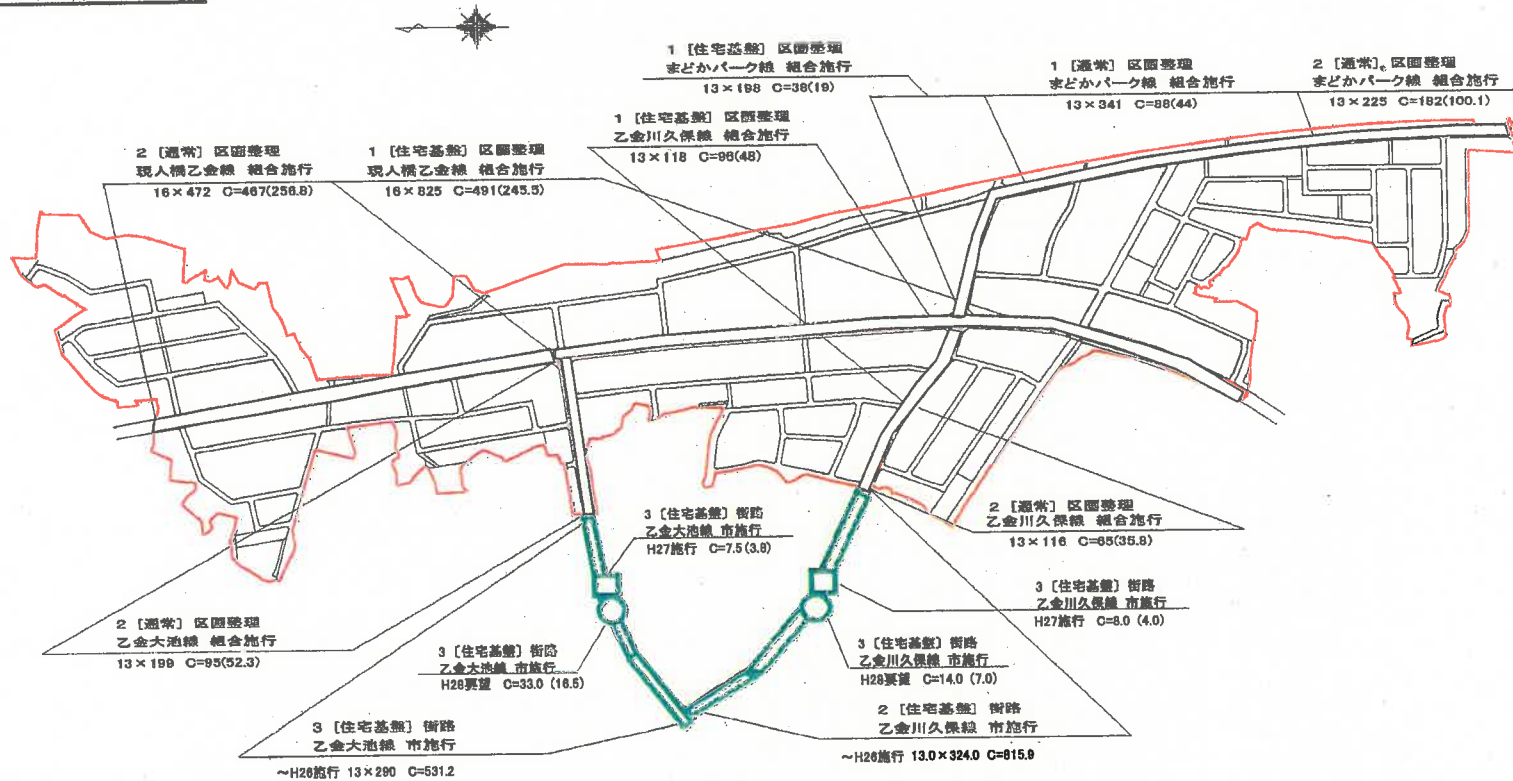 1 [住宅基盤] 区画整理
まどかパーク線 組合施行
13×198 C=38(19)
1 [通常] 区画整理
まどかパーク線 組合施行
13×341 C=88(44)
2 [通常] 区画整理
まどかパーク線 組合施行
13×225 C=182(100.1)
1 [住宅基盤] 区画整理
乙金川久保線 組合施行
13×118 C=96(48)
2 [通常] 区画整理
現人橋乙金線 組合施行
16×472 C=467(256.8)
1 [住宅基盤] 区画整理
現人橋乙金線 組合施行
16×825 C=491(245.5)
3 [住宅基盤] 街路
乙金大池線 市施行
H27施行 C=7.5(3.8)
2 [通常] 区画整理
乙金川久保線 組合施行
13×116 C=65(35.8)
3 [住宅基盤] 街路
乙金川久保線 市施行
H27施行 C=8.0 (4.0)
2 [通常] 区画整理
乙金大池線 組合施行
13×199 C=95(52.3)
3 [住宅基盤] 街路
乙金大池線 市施行
H28要望 C=33.0 (16.5)
3 [住宅基盤] 街路
乙金川久保線 市施行
H28要望 C=14.0 (7.0)
3 [住宅基盤] 街路
乙金大池線 市施行
～H26施行 13×290 C=531.2
2 [住宅基盤] 街路
乙金川久保線 市施行
～H26施行 13.0×324.0 C=815.9